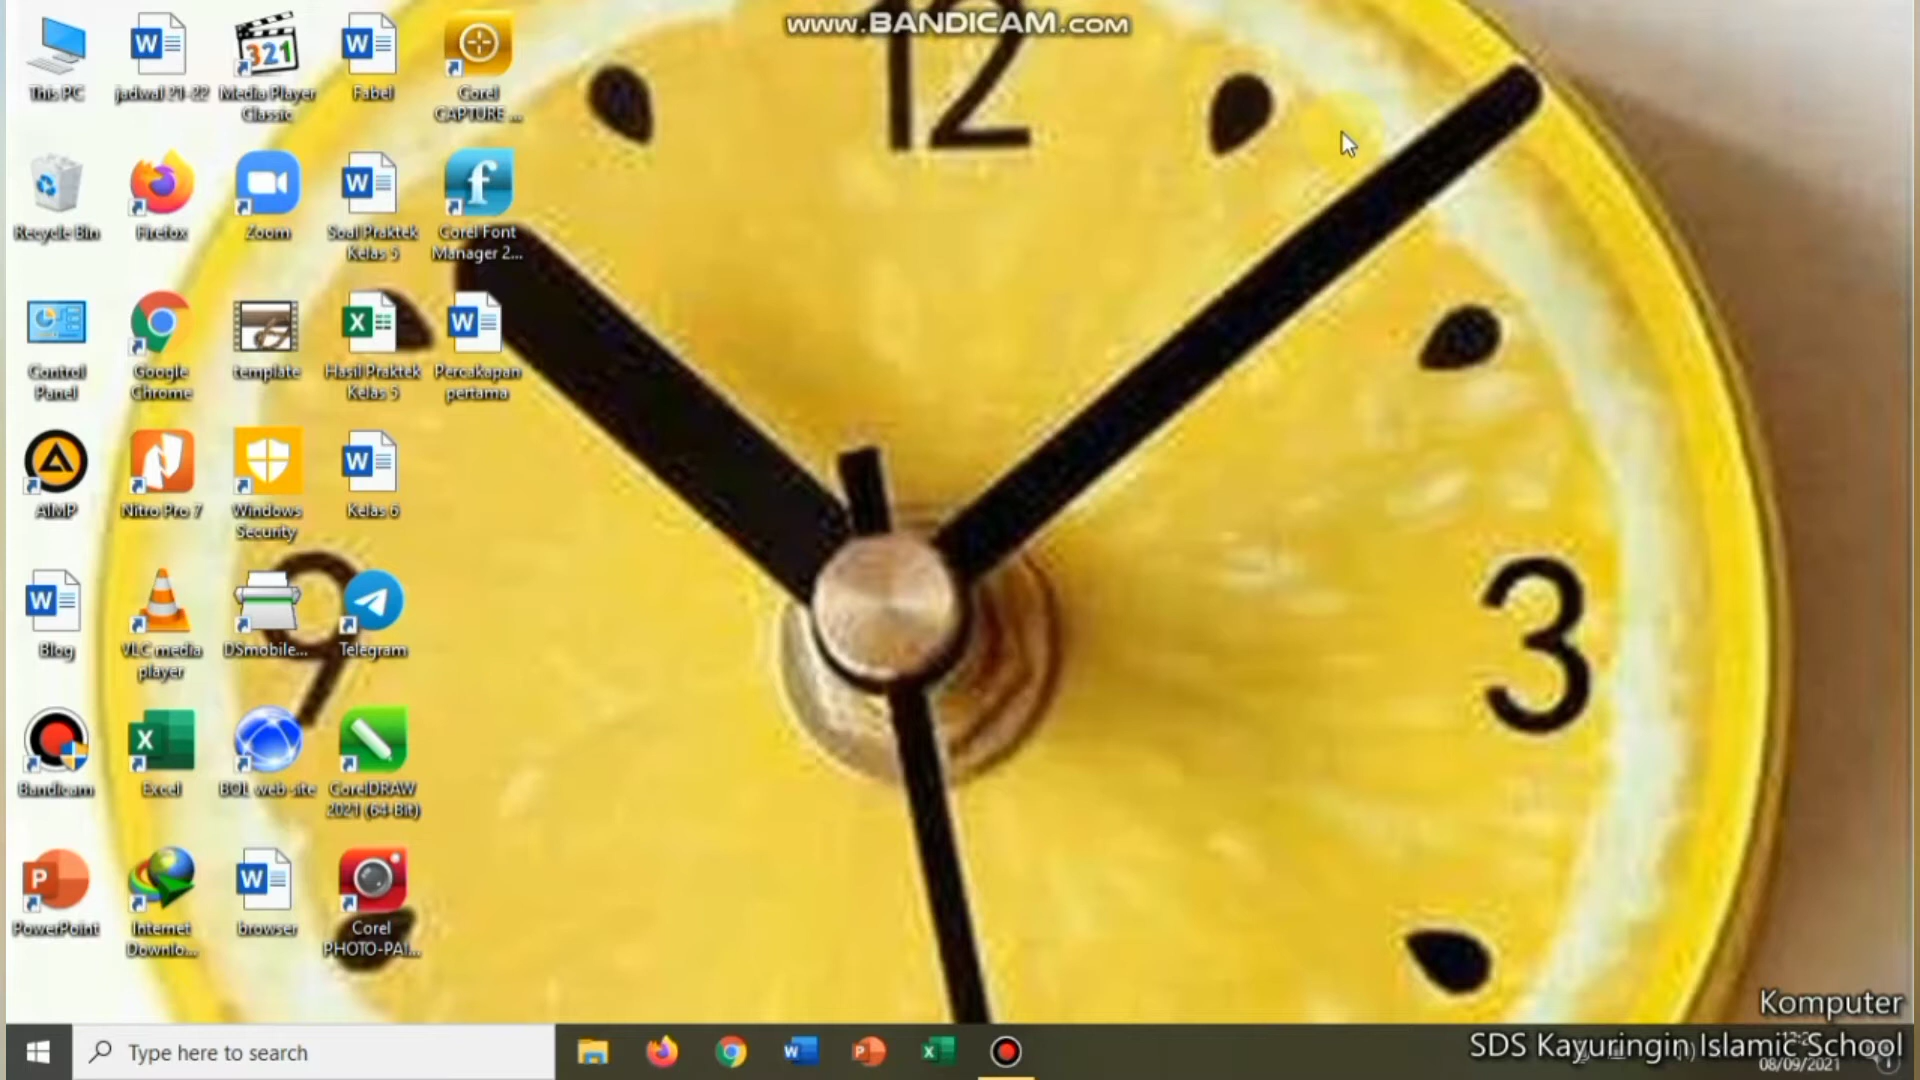 www.BANDICAM.com
12
3
9
This PC
jadwal 21-22
Media Player
Classic
Fabel
Corel
CAPTURE ...
Recycle Bin
Firefox
Zoom
Soal Praktek
Kelas 5
Corel Font
Manager 2...
Control
Panel
Google
Chrome
template
Hasil Praktek
Kelas 5
Percakapan
pertama
AIMP
Nitro Pro 7
Windows
Security
Kelas 6
Blog
VLC media
player
DSmobile...
Telegram
Bandicam
Excel
BOL web site
CorelDRAW
2021 (64-Bit)
PowerPoint
Internet
Downlo...
browser
Corel
PHOTO-PAI...
Komputer
SDS Kayuringin Islamic School
Type here to search
08/09/2021